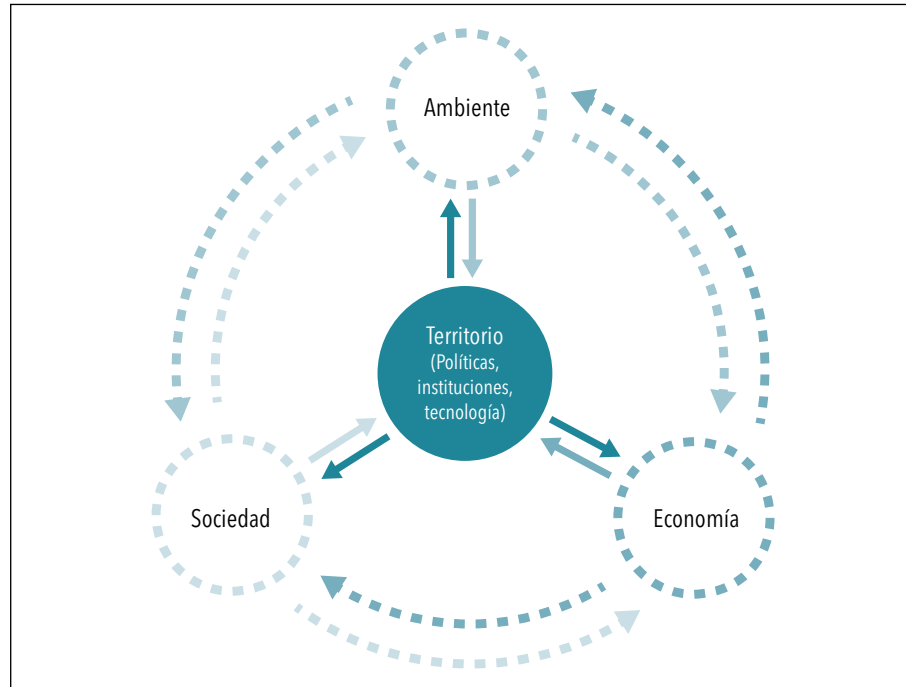 Ambiente
Territorio
(Políticas,
instituciones,
tecnología)
Sociedad
Economía